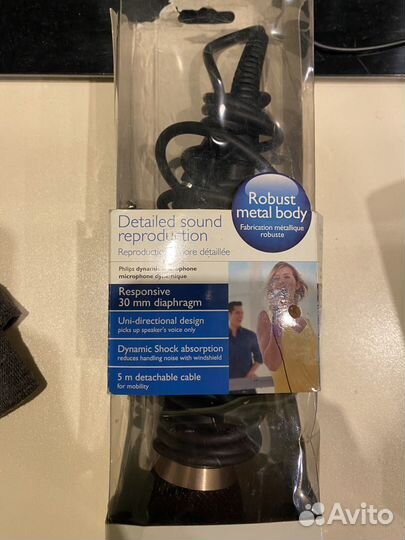 Robust
metal body
Fabrication métallique
robuste
Detailed sound
reproduction
Reproduction sonore détaillée
Philips dynamic microphone
microphone dynamique
Responsive
30 mm diaphragm
Uni-directional design
picks up speaker's voice only
Dynamic Shock absorption
reduces handling noise with windshield
5 m detachable cable
for mobility
Avito